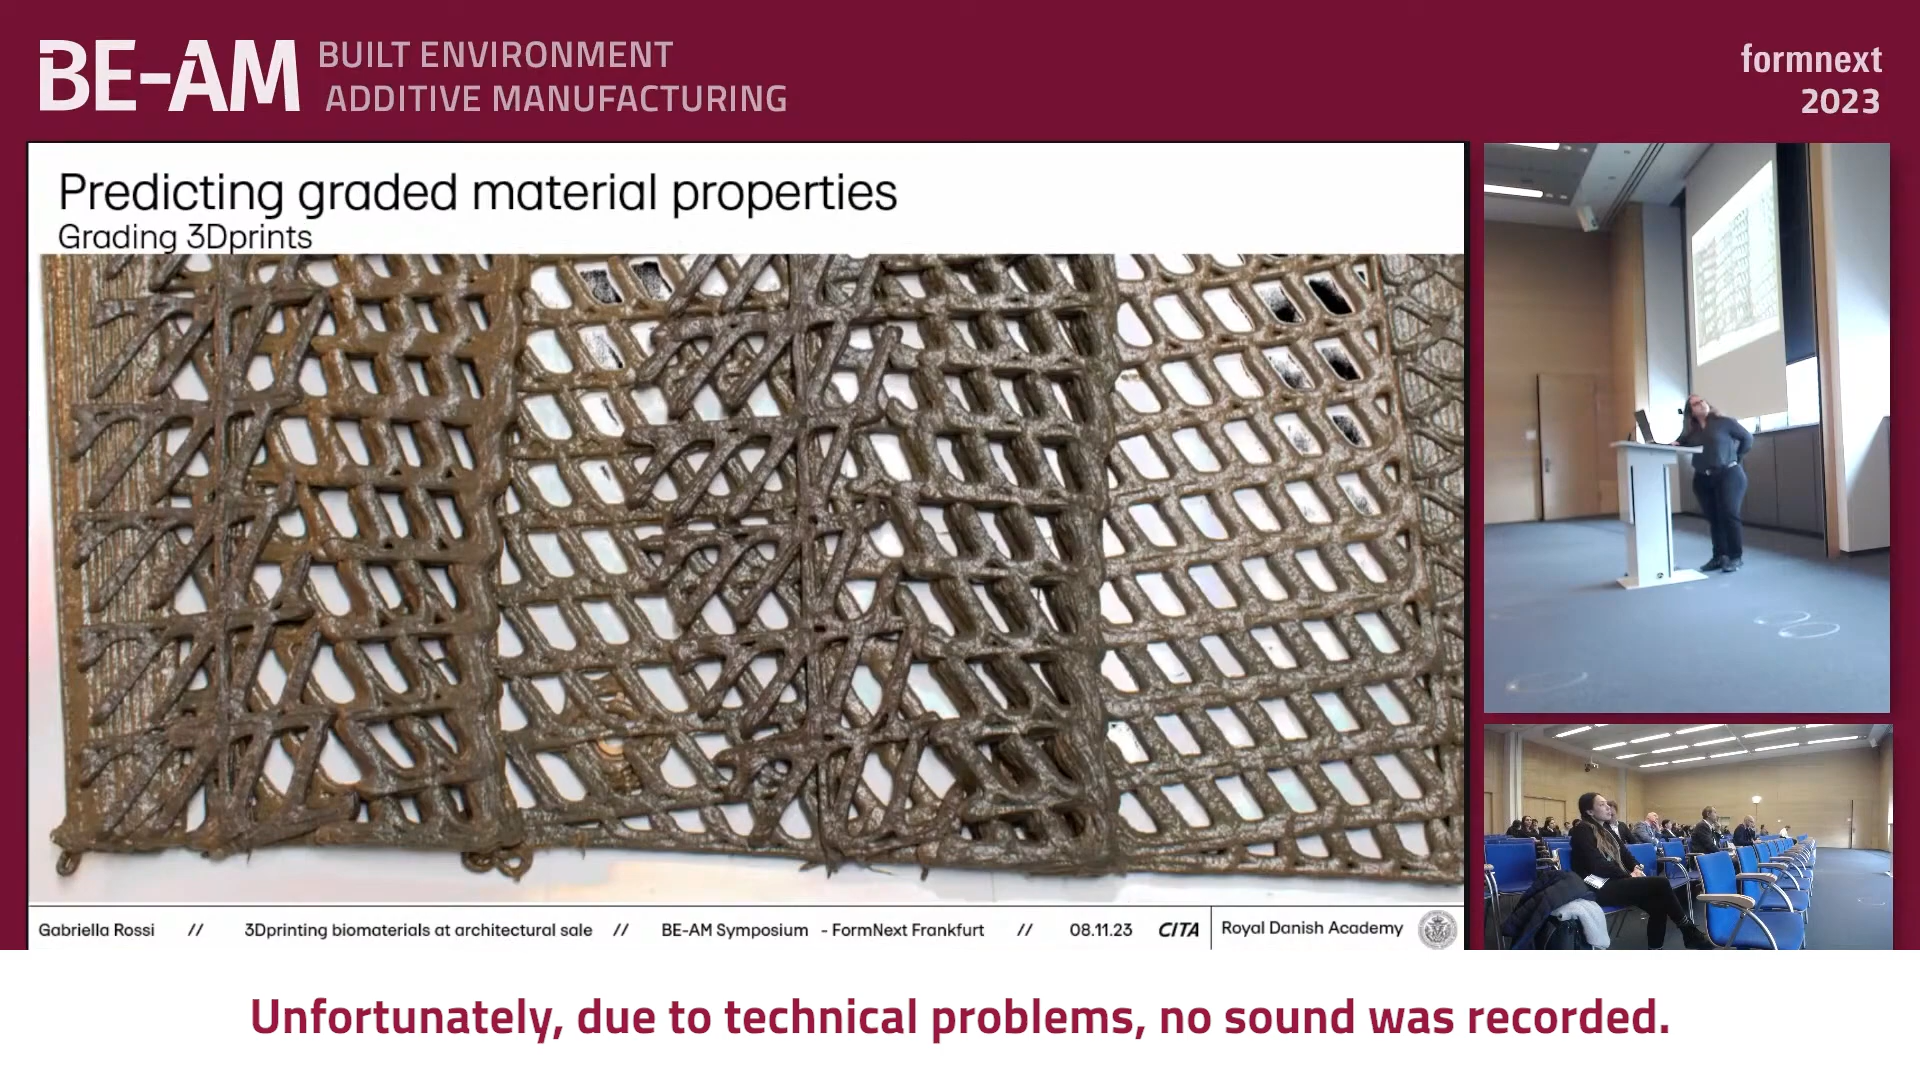 BE-AM
BUILT ENVIRONMENT
ADDITIVE MANUFACTURING
formnext
2023
Predicting graded material properties
Grading 3Dprints
Gabriella Rossi // 3Dprinting biomaterials at architectural sale // BE-AM Symposium - FormNext Frankfurt // 08.11.23 CITA Royal Danish Academy
Unfortunately, due to technical problems, no sound was recorded.